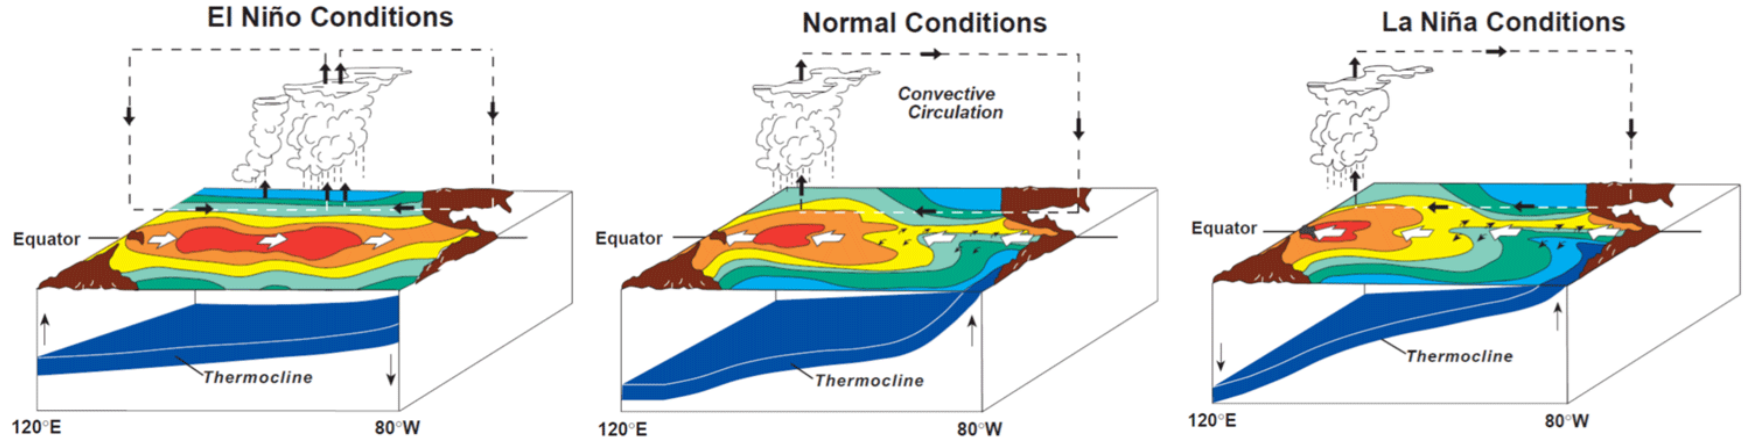 El Niño Conditions
Equator
Thermocline
120°E
80°W
Normal Conditions
Convective
Circulation
Equator
Thermocline
120°E
80°W
La Niña Conditions
Equator
Thermocline
120°E
80°W